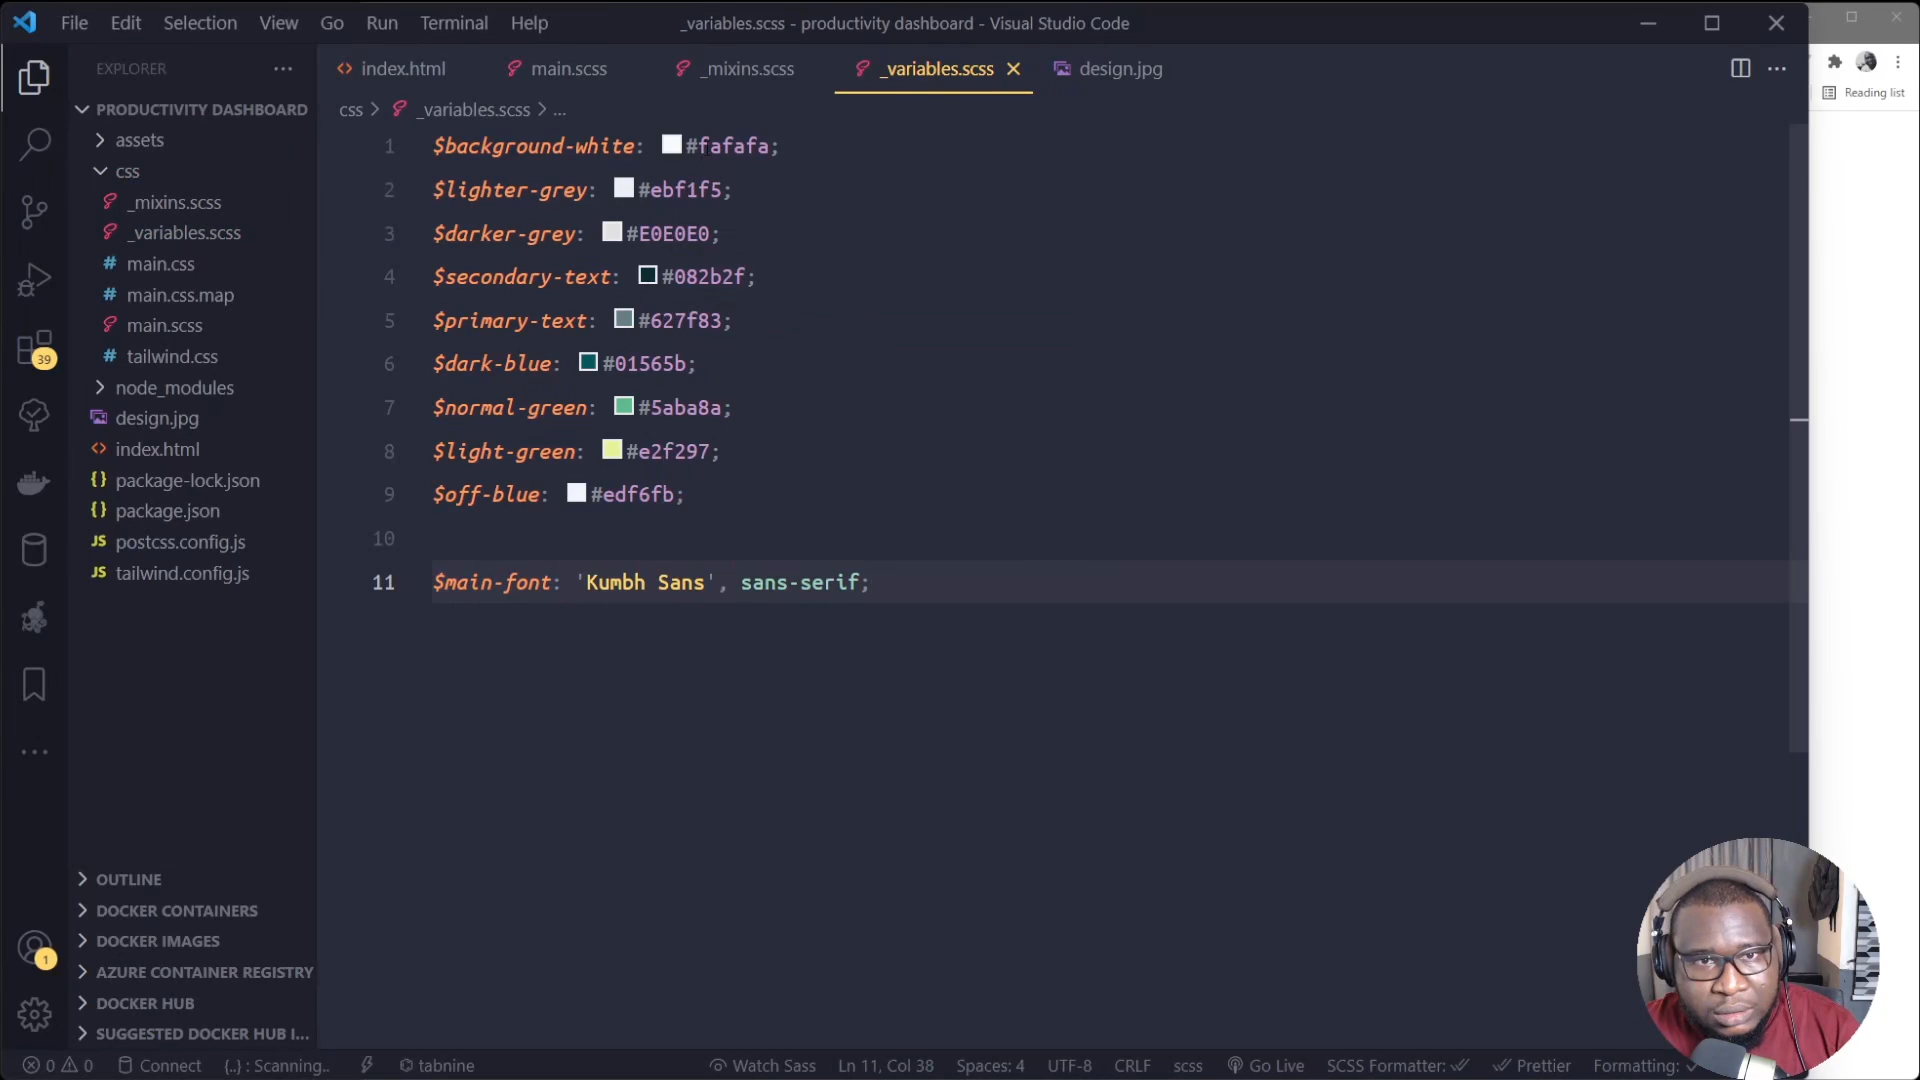 File Edit Selection View Go Run Terminal Help
_variables.scss - productivity dashboard - Visual Studio Code
EXPLORER
PRODUCTIVITY DASHBOARD
assets
css
_mixins.scss
_variables.scss
main.css
main.css.map
main.scss
tailwind.css
node_modules
design.jpg
index.html
package-lock.json
package.json
postcss.config.js
tailwind.config.js
OUTLINE
DOCKER CONTAINERS
DOCKER IMAGES
AZURE CONTAINER REGISTRY
DOCKER HUB
SUGGESTED DOCKER HUB I...
39
1
index.html main.scss _mixins.scss _variables.scss design.jpg
css > _variables.scss > ...
1 $background-white: #fafafa;
2 $lighter-grey: #ebf1f5;
3 $darker-grey: #E0E0E0;
4 $secondary-text: #082b2f;
5 $primary-text: #627f83;
6 $dark-blue: #01565b;
7 $normal-green: #5aba8a;
8 $light-green: #e2f297;
9 $off-blue: #edf6fb;
10
11 $main-font: 'Kumbh Sans', sans-serif;
Reading list
0 0 Connect {..} : Scanning.. tabnine Watch Sass Ln 11, Col 38 Spaces: 4 UTF-8 CRLF scss Go Live SCSS Formatter: Prettier Formatting: